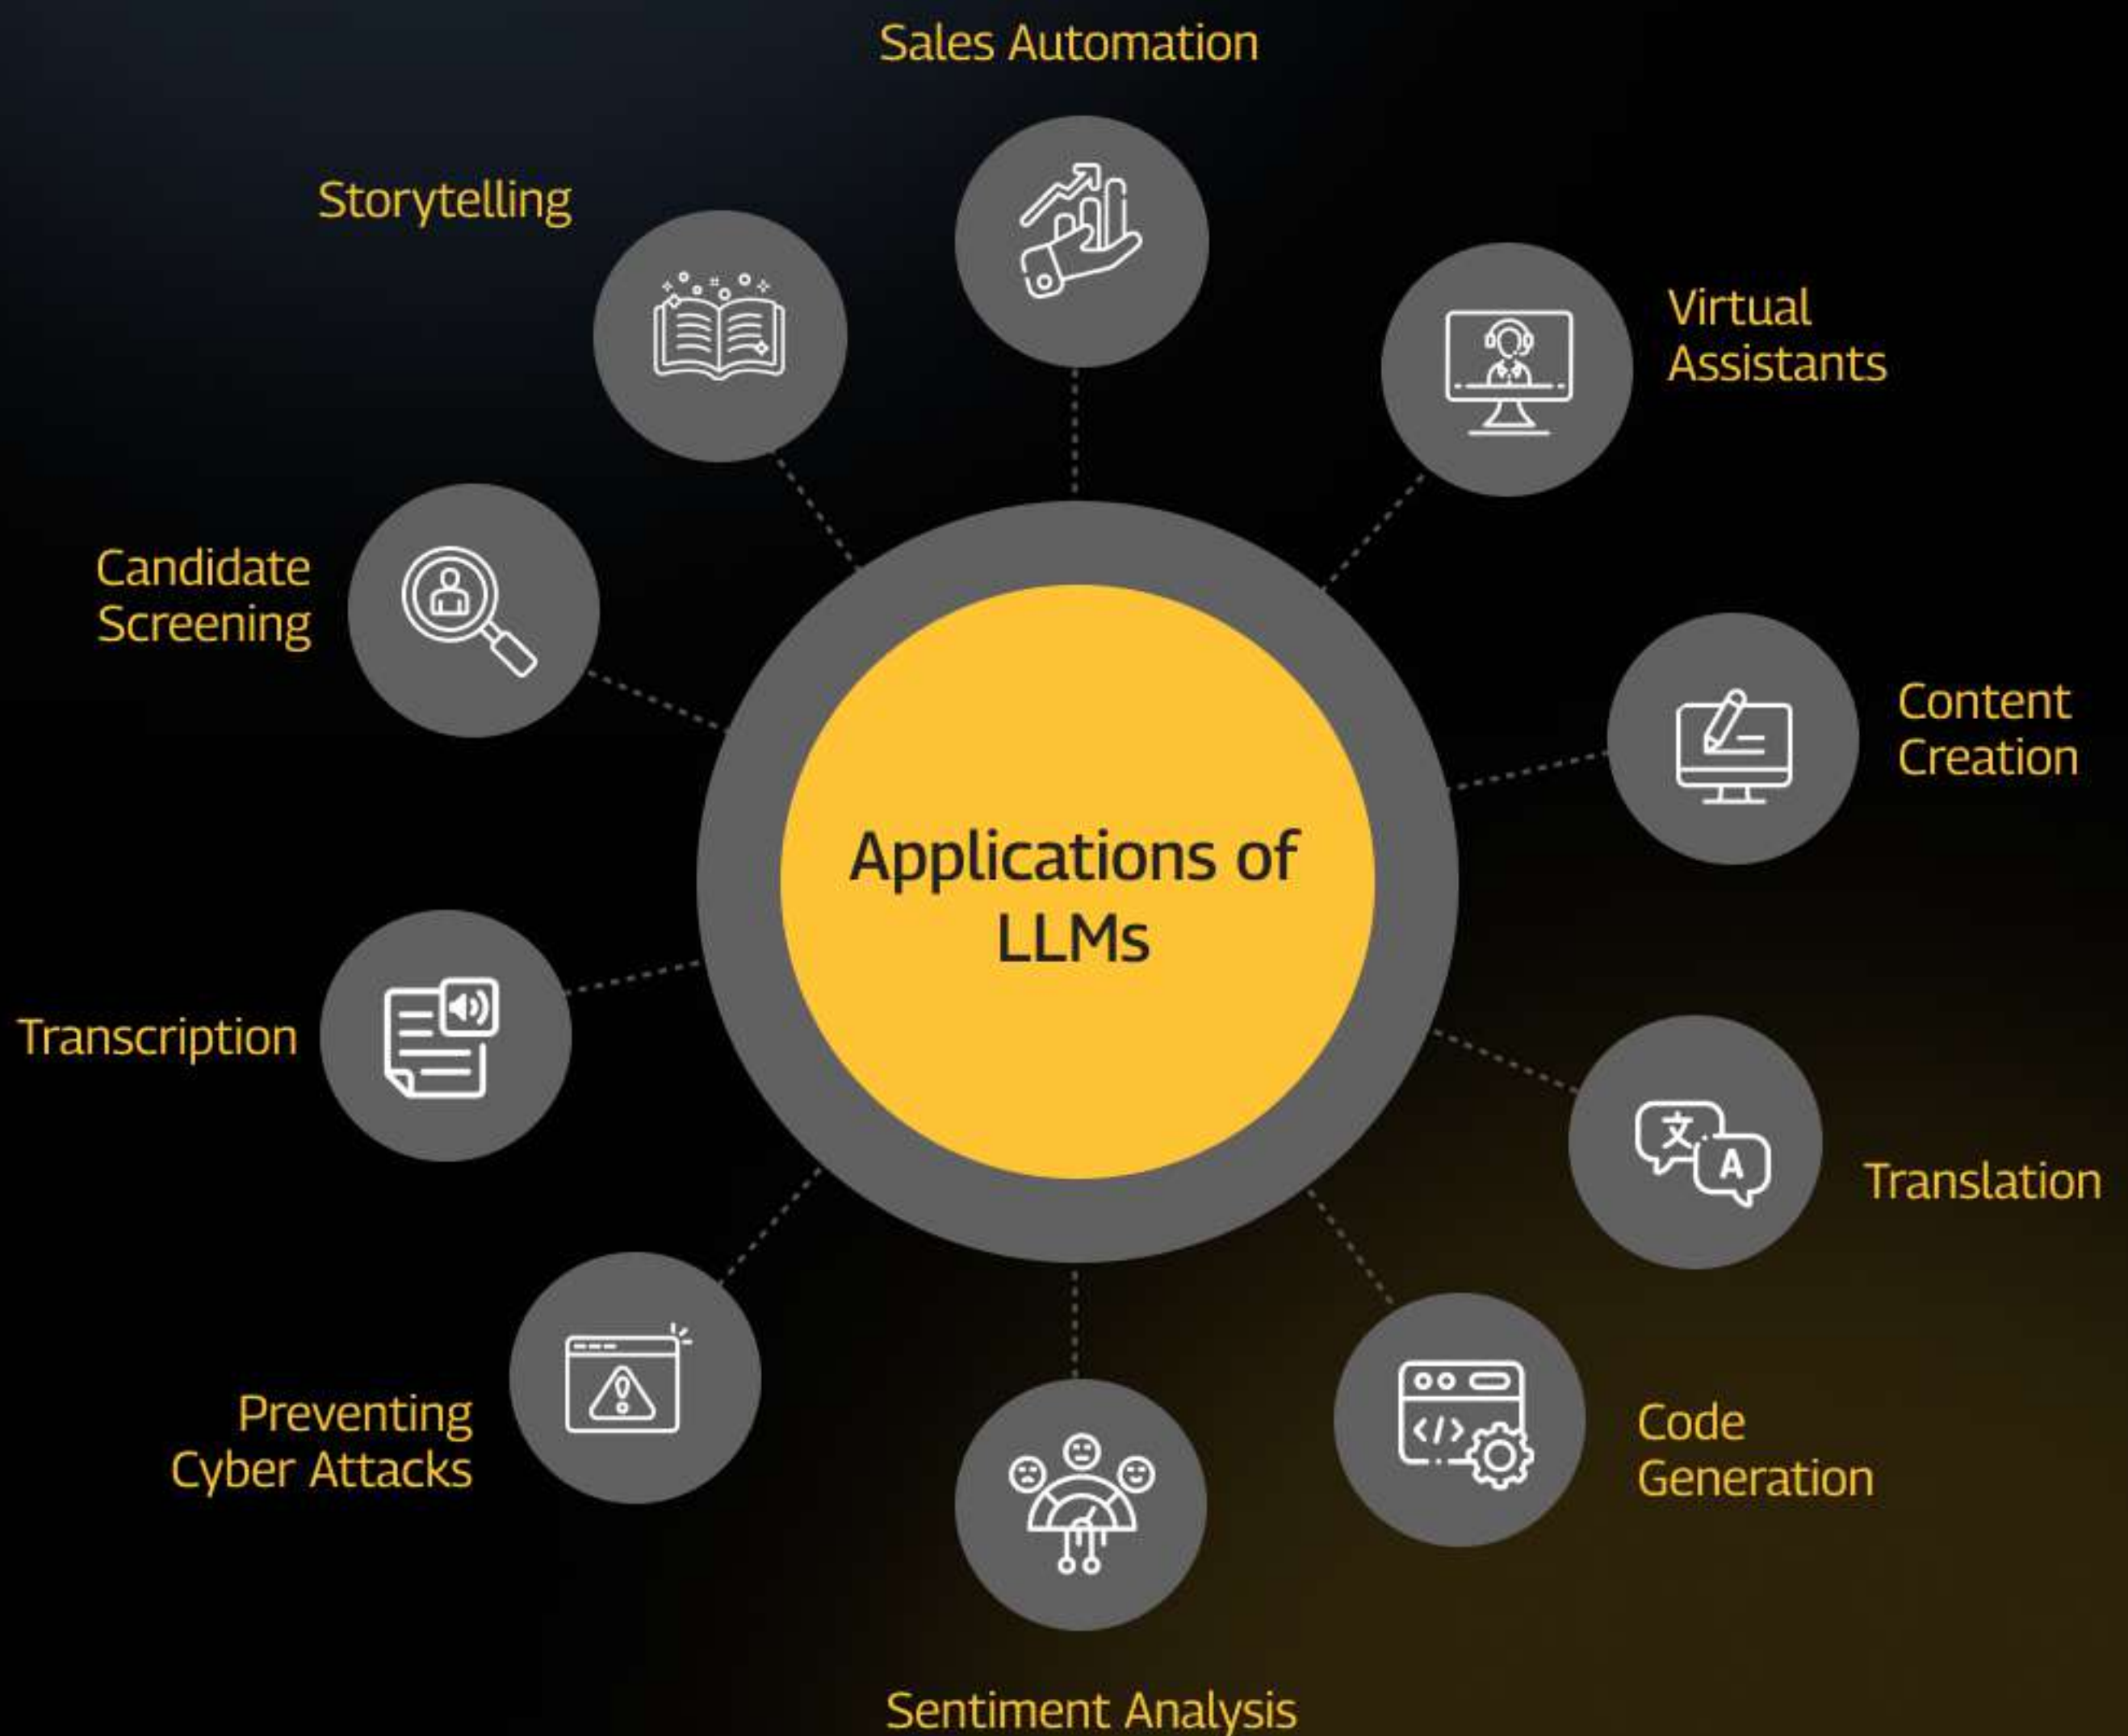 Sales Automation
Storytelling
Virtual
Assistants
Candidate
Screening
Content
Creation
Applications of
LLMs
Transcription
文
A
Translation
Preventing
Cyber Attacks
</>
Code
Generation
Sentiment Analysis